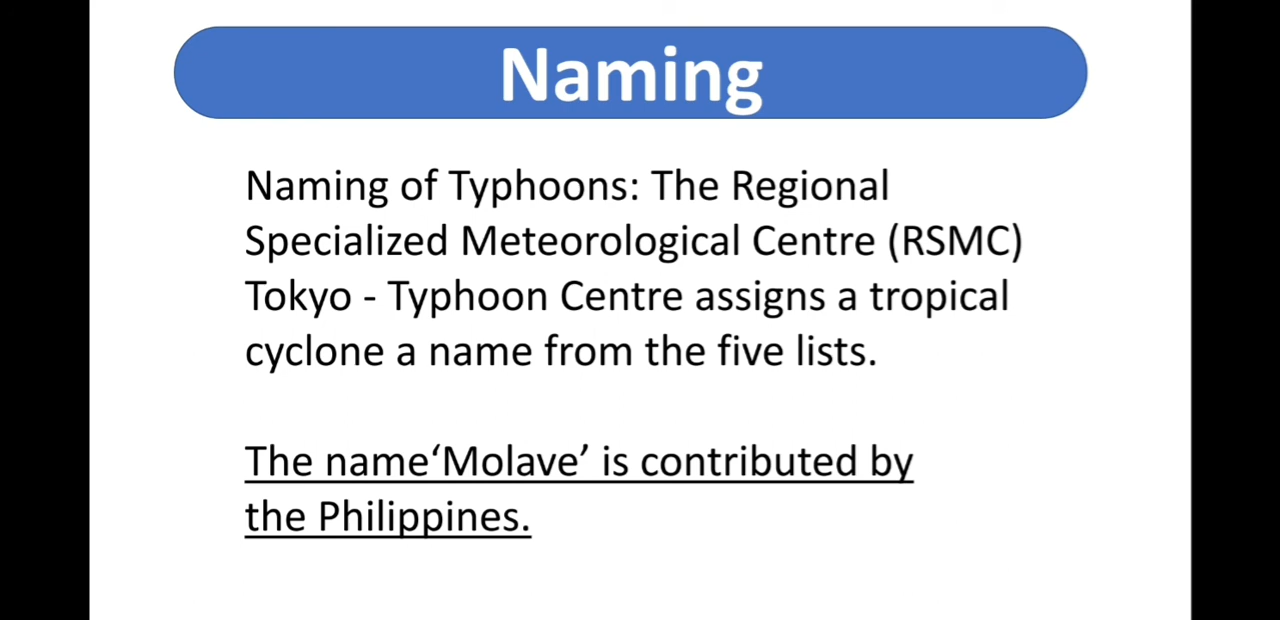 Naming
Naming of Typhoons: The Regional
Specialized Meteorological Centre (RSMC)
Tokyo - Typhoon Centre assigns a tropical
cyclone a name from the five lists.
The name‘Molave’ is contributed by
the Philippines.